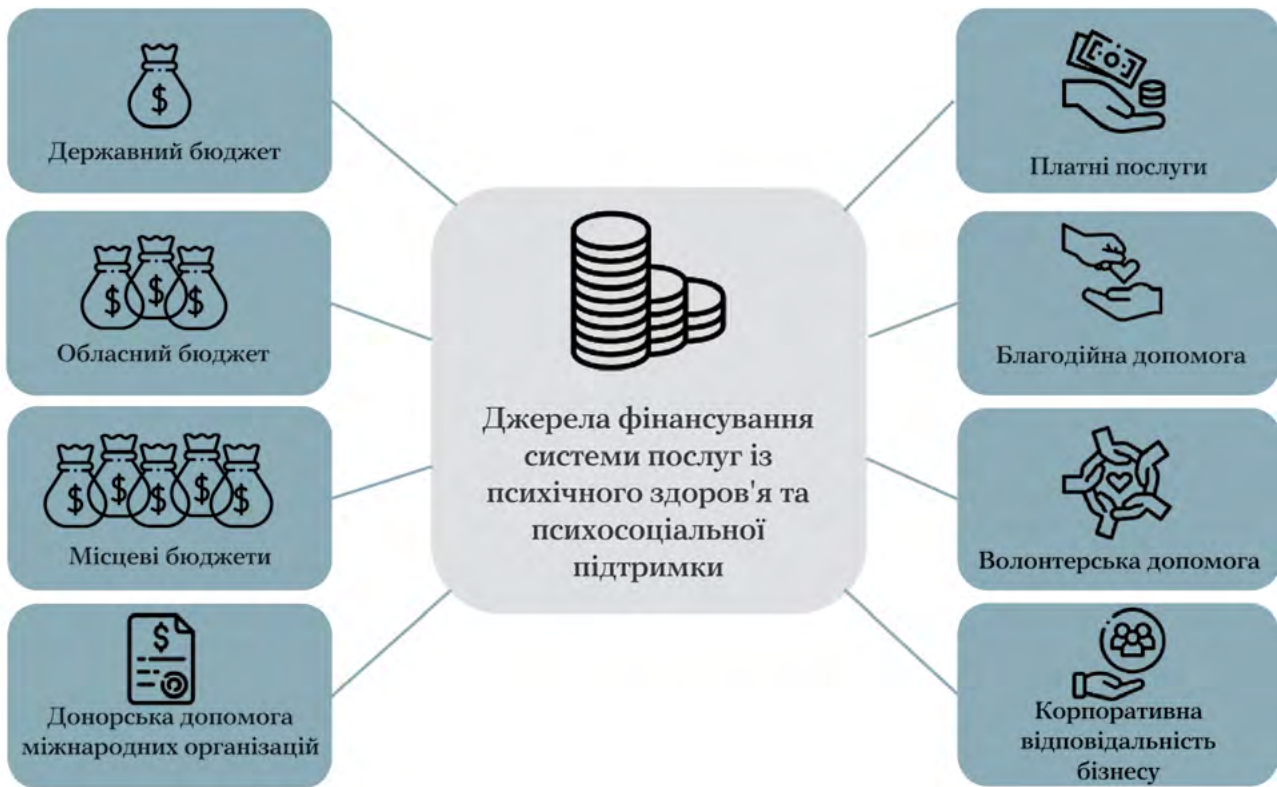 Державний бюджет
Обласний бюджет
Місцеві бюджети
Донорська допомога
міжнародних організацій
Джерела фінансування
системи послуг із
психічного здоров'я та
психосоціальної
підтримки
Платні послуги
Благодійна допомога
Волонтерська допомога
Корпоративна
відповідальність
бізнесу